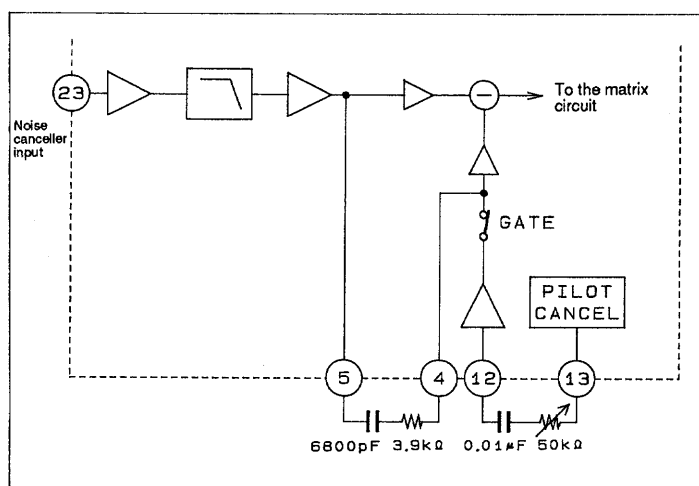 23
Noise
canceller
input
−
To the matrix
circuit
GATE
PILOT
CANCEL
5
4
12
13
6800pF 3.9kΩ 0.01μF 50kΩ